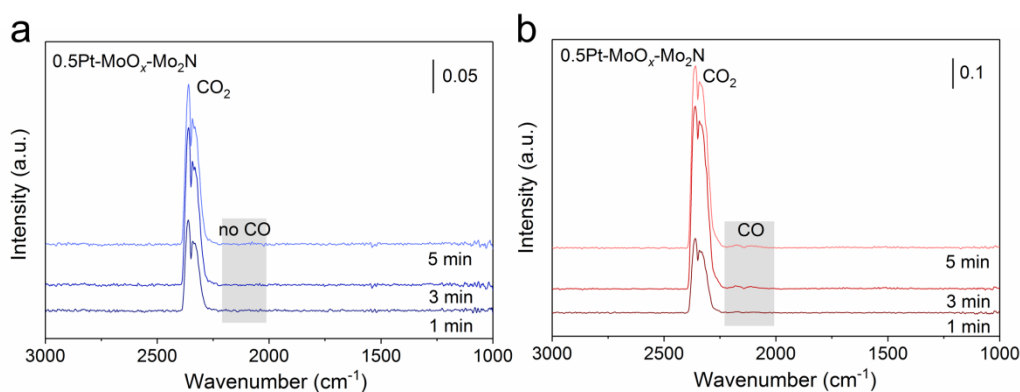 a
0.5Pt-MoOₓ-Mo₂N
0.05
CO₂
no CO
5 min
3 min
1 min
Intensity (a.u.)
3000 2500 2000 1500 1000
Wavenumber (cm⁻¹)
b
0.5Pt-MoOₓ-Mo₂N
0.1
CO₂
CO
5 min
3 min
1 min
Intensity (a.u.)
3000 2500 2000 1500 1000
Wavenumber (cm⁻¹)